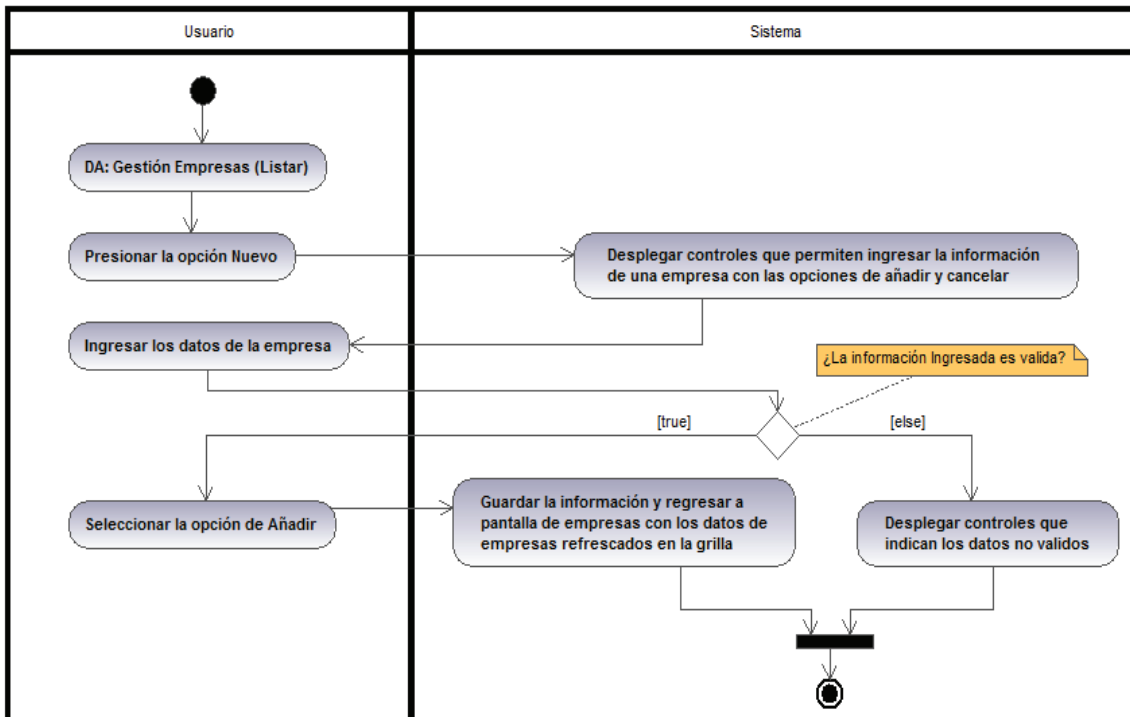 Usuario
Sistema
DA: Gestión Empresas (Listar)
Presionar la opción Nuevo
Desplegar controles que permiten ingresar la información
de una empresa con las opciones de añadir y cancelar
Ingresar los datos de la empresa
¿La información Ingresada es valida?
[true]
[else]
Seleccionar la opción de Añadir
Guardar la información y regresar a
pantalla de empresas con los datos de
empresas refrescados en la grilla
Desplegar controles que
indican los datos no validos